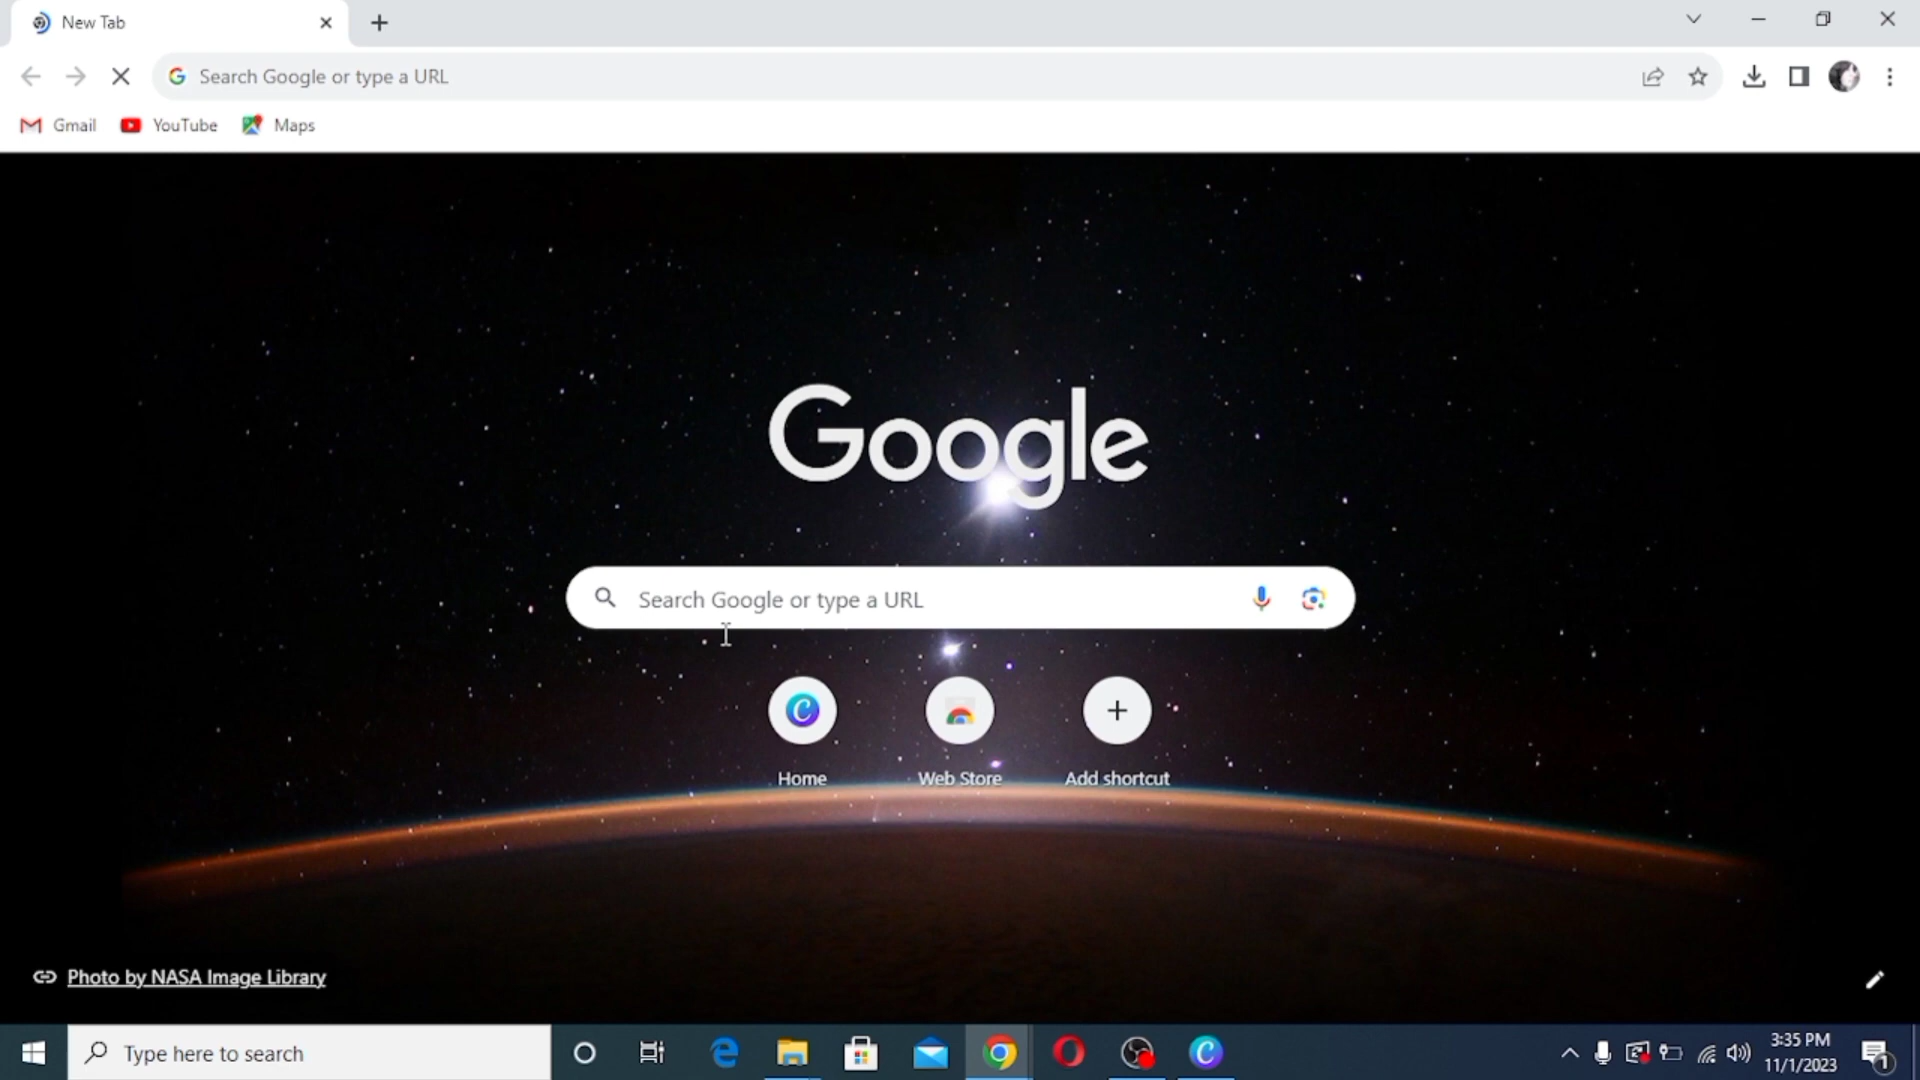 New Tab
Search Google or type a URL
Gmail
YouTube
Maps
Google
Search Google or type a URL
Home
Web Store
Add shortcut
Photo by NASA Image Library
Type here to search
3:35 PM
11/1/2023
1